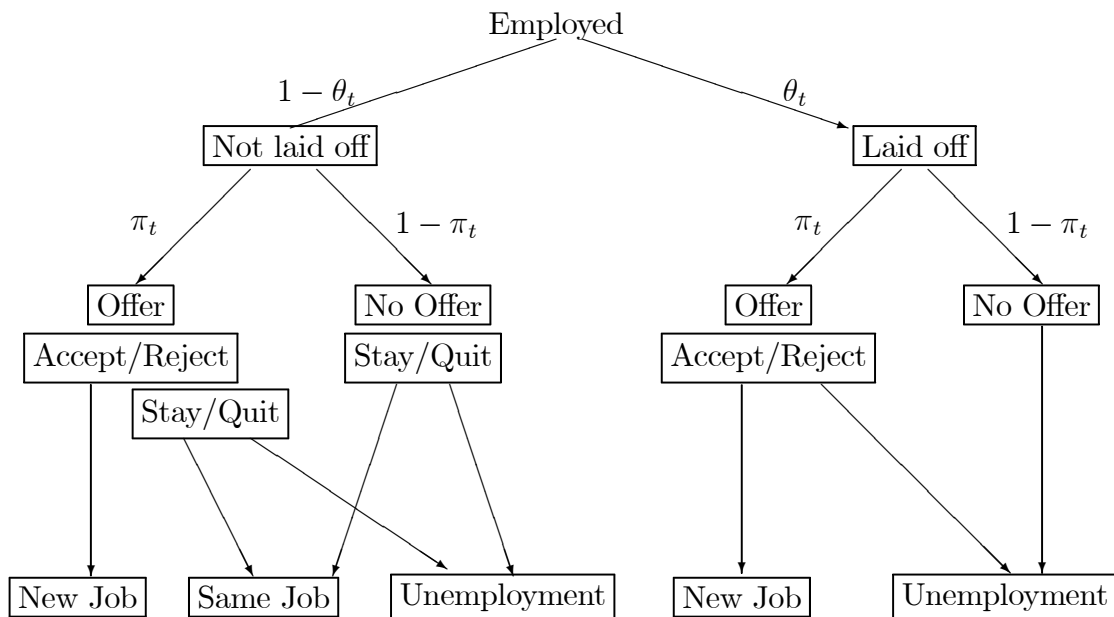 Employed
1 − θ_t
θ_t
Not laid off
Laid off
π_t
1 − π_t
π_t
1 − π_t
Offer
No Offer
Offer
No Offer
Accept/Reject
Stay/Quit
Accept/Reject
Stay/Quit
New Job
Same Job
Unemployment
New Job
Unemployment